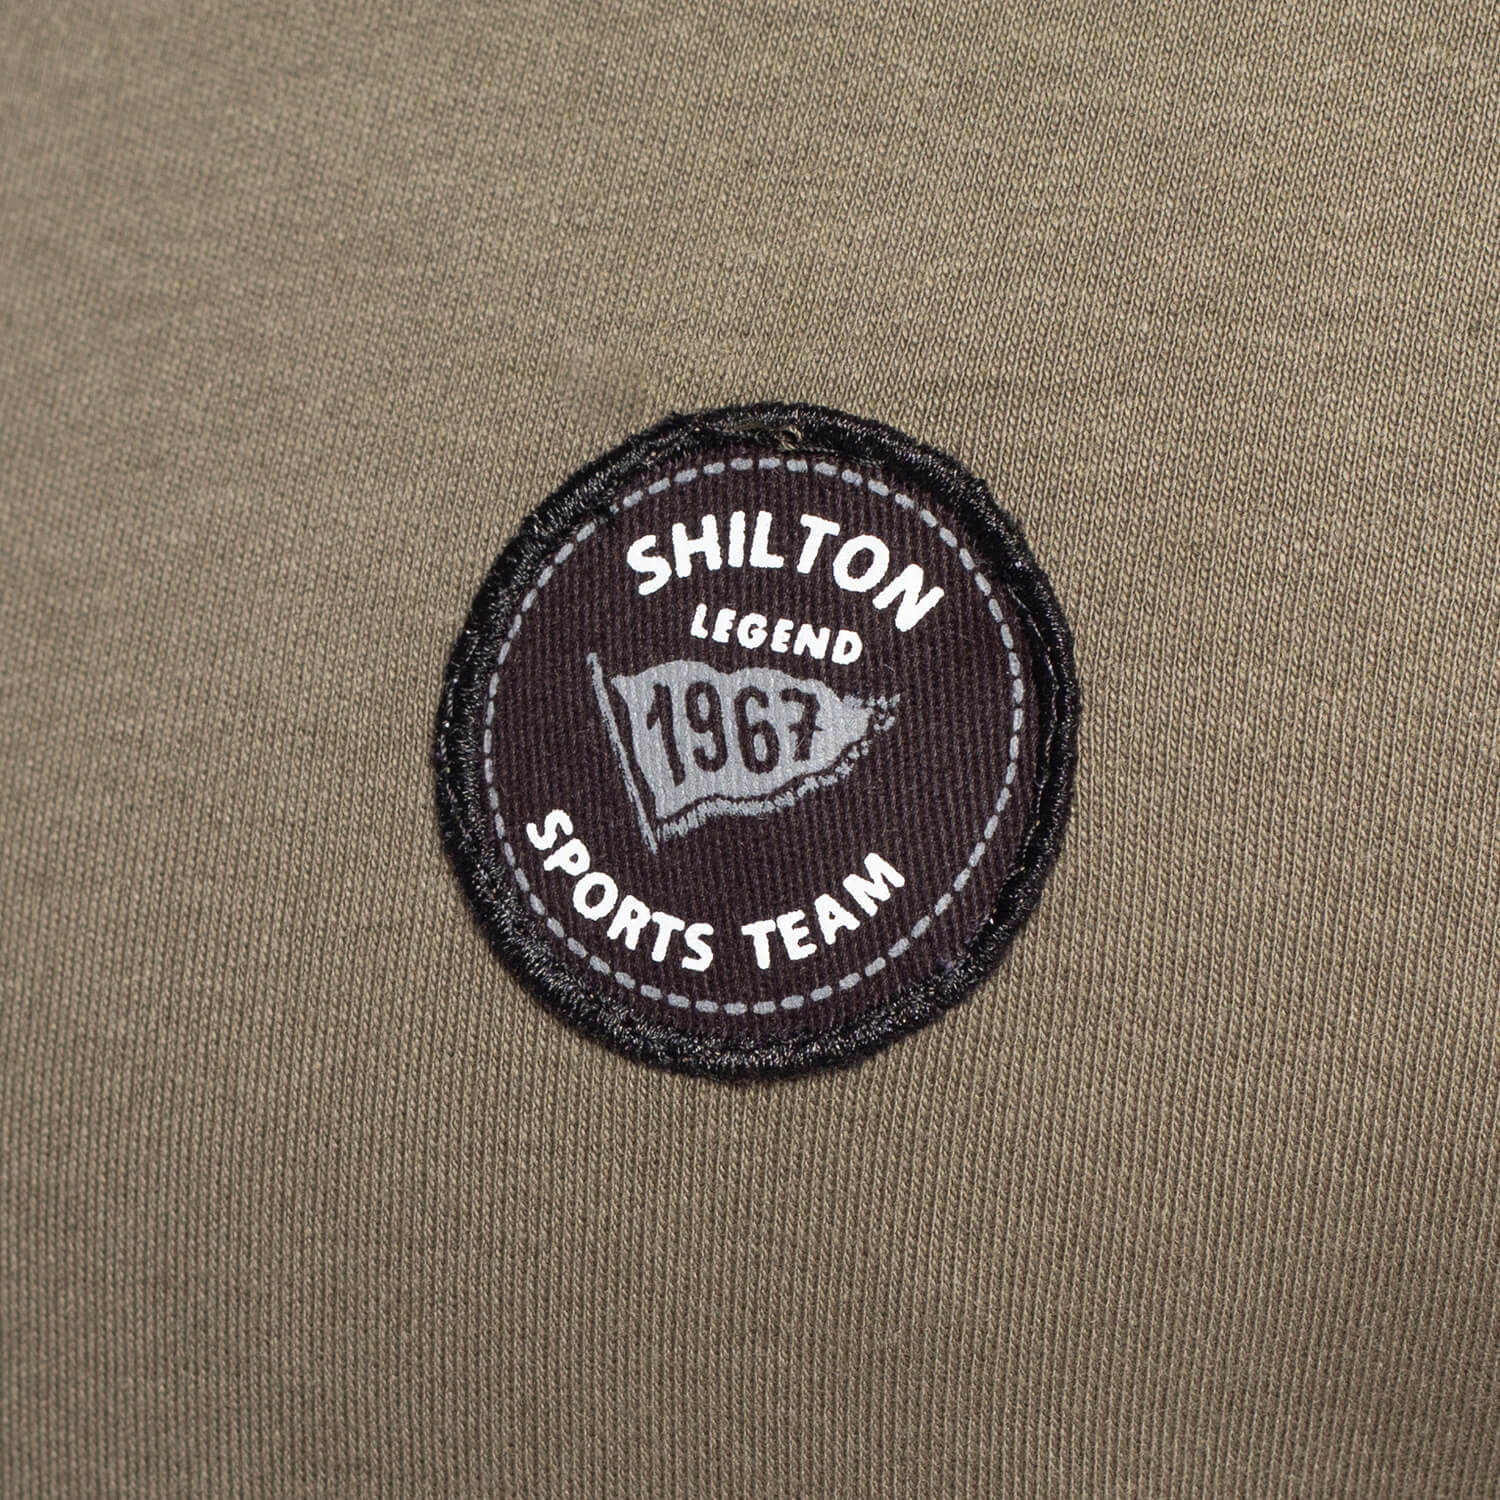 SHILTON
LEGEND
1967
SPORTS TEAM